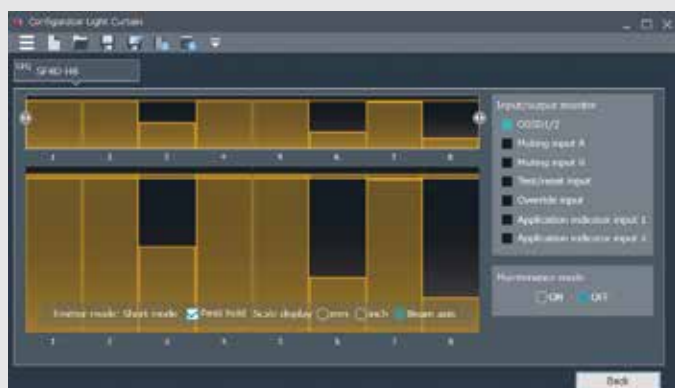 Configurator Light Curtain
SF4D-H8
1 2 3 4 5 6 7 8
Input/output monitor
OSSD1/2
Muting input A
Muting input B
Test/reset input
Override input
Application indicator input 1
Application indicator input 2
Maintenance mode
ON OFF
Emitter mode: Short mode Peak hold Scale display mm inch Beam axis
1 2 3 4 5 6 7 8
Back